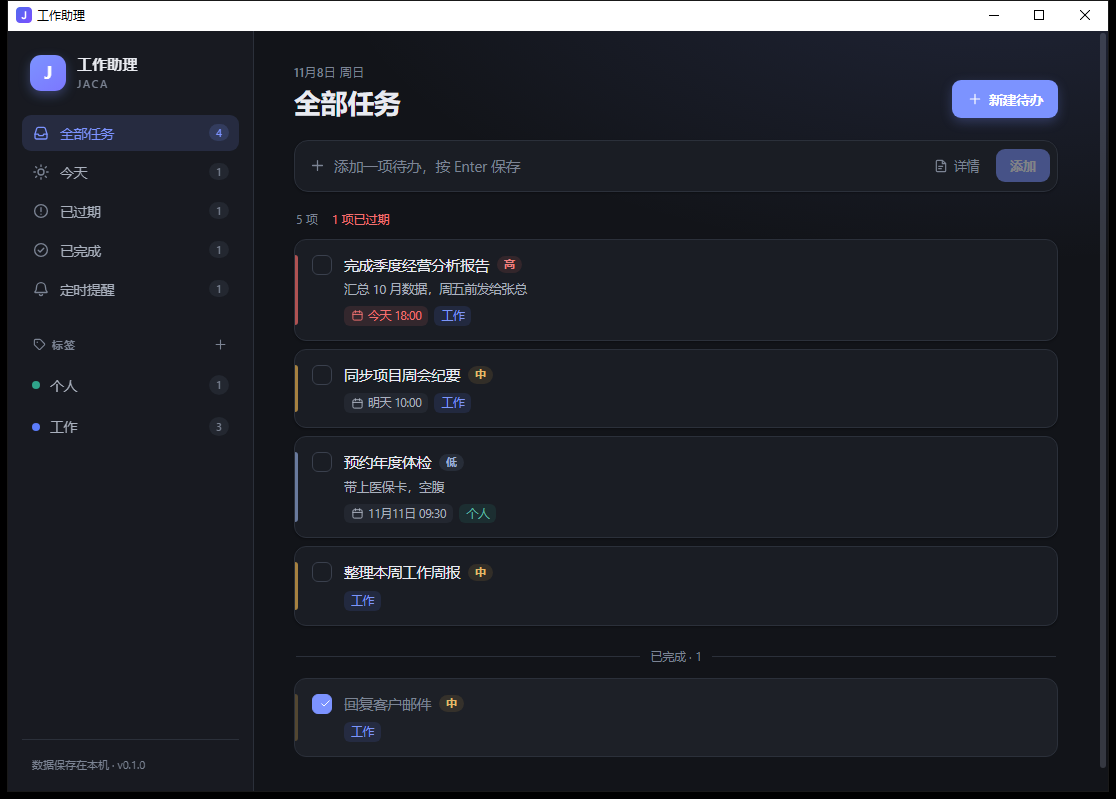 J 工作助理
J 工作助理
JACA
全部任务 4
今天 1
已过期 1
已完成 1
定时提醒 1
标签 +
个人 1
工作 3
数据保存在本机 · v0.1.0
11月8日 周日
全部任务
+ 新建待办
+ 添加一项待办，按 Enter 保存 详情 添加
5 项 1 项已过期
完成季度经营分析报告 高
汇总 10 月数据，周五前发给张总
今天 18:00 工作
同步项目周会纪要 中
明天 10:00 工作
预约年度体检 低
带上医保卡，空腹
11月11日 09:30 个人
整理本周工作周报 中
工作
已完成 · 1
回复客户邮件 中
工作